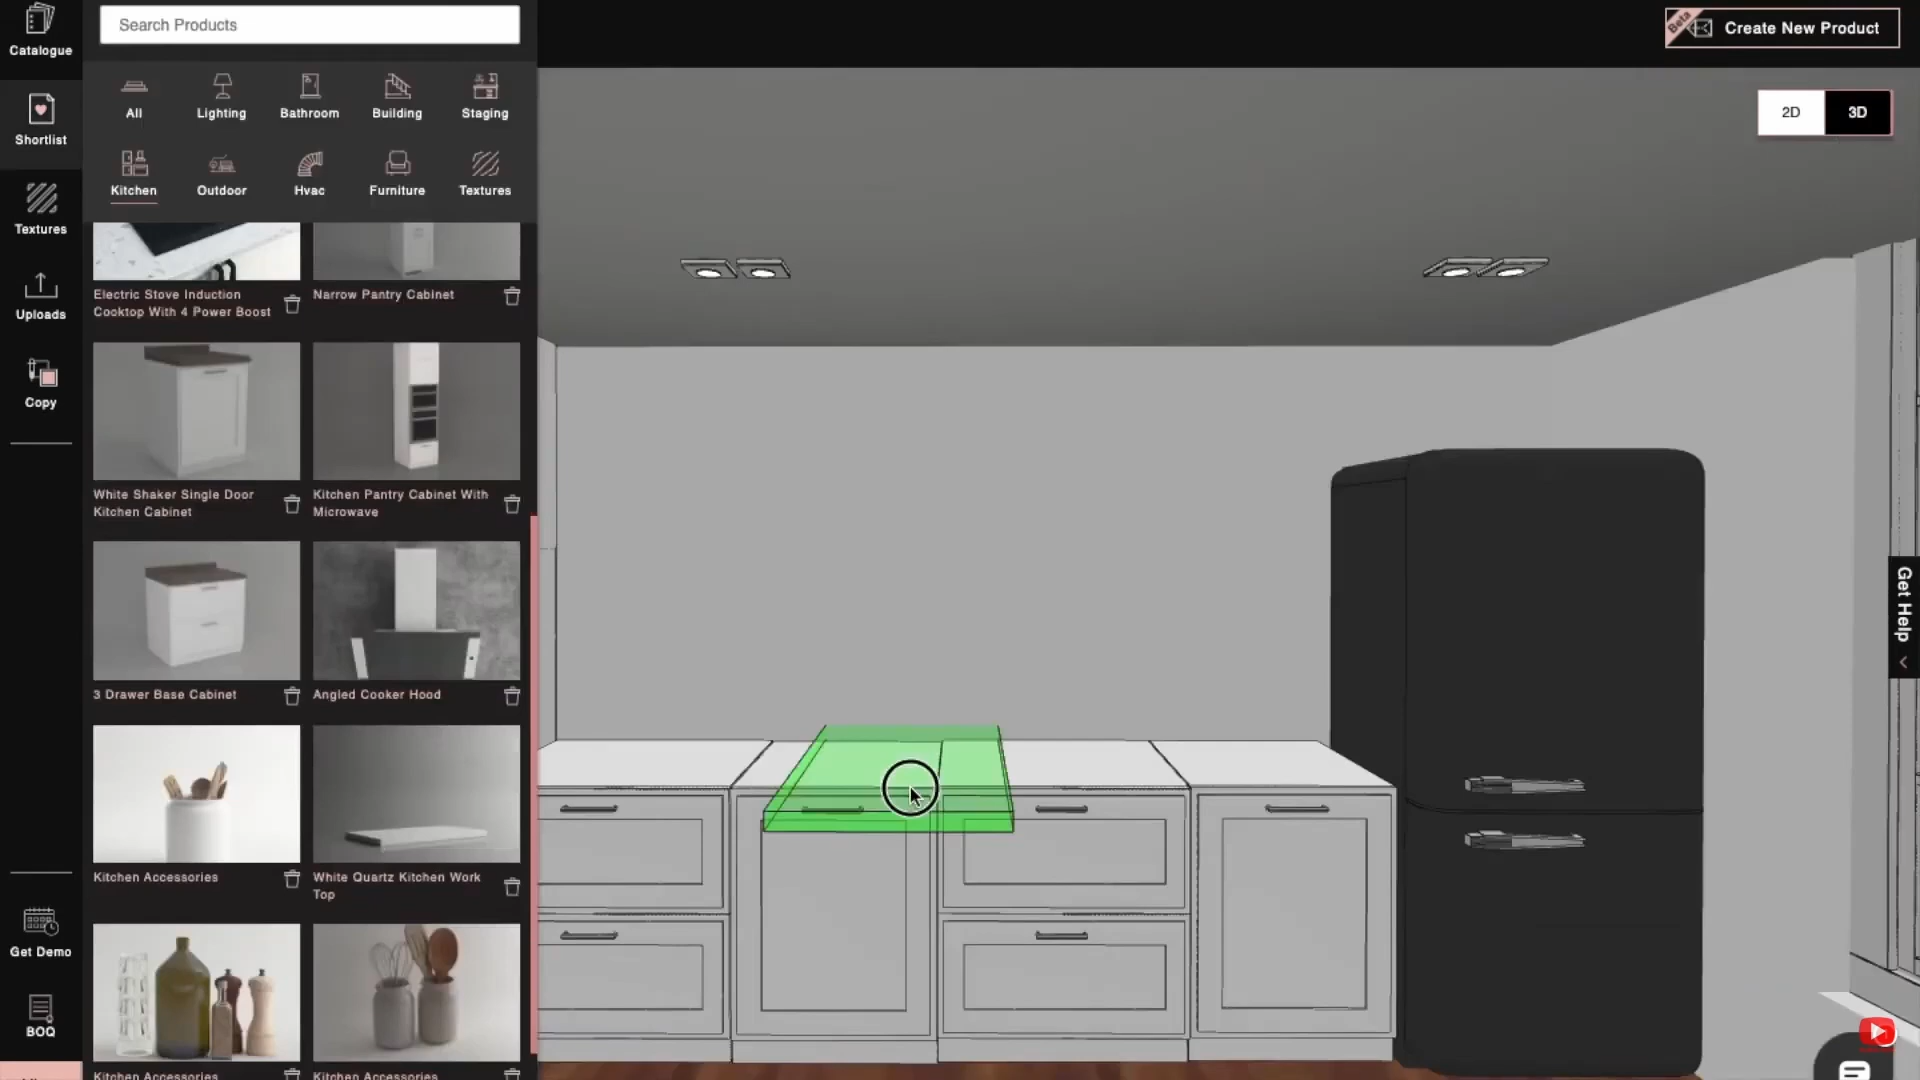 Catalogue
Shortlist
Textures
Uploads
Copy
Get Demo
BOQ
Search Products
All
Lighting
Bathroom
Building
Staging
Kitchen
Outdoor
Hvac
Furniture
Textures
Electric Stove Induction
Cooktop With 4 Power Boost
Narrow Pantry Cabinet
White Shaker Single Door
Kitchen Cabinet
Kitchen Pantry Cabinet With
Microwave
3 Drawer Base Cabinet
Angled Cooker Hood
Kitchen Accessories
White Quartz Kitchen Work
Top
Kitchen Accessories
Kitchen Accessories
Beta
Create New Product
2D
3D
Get Help